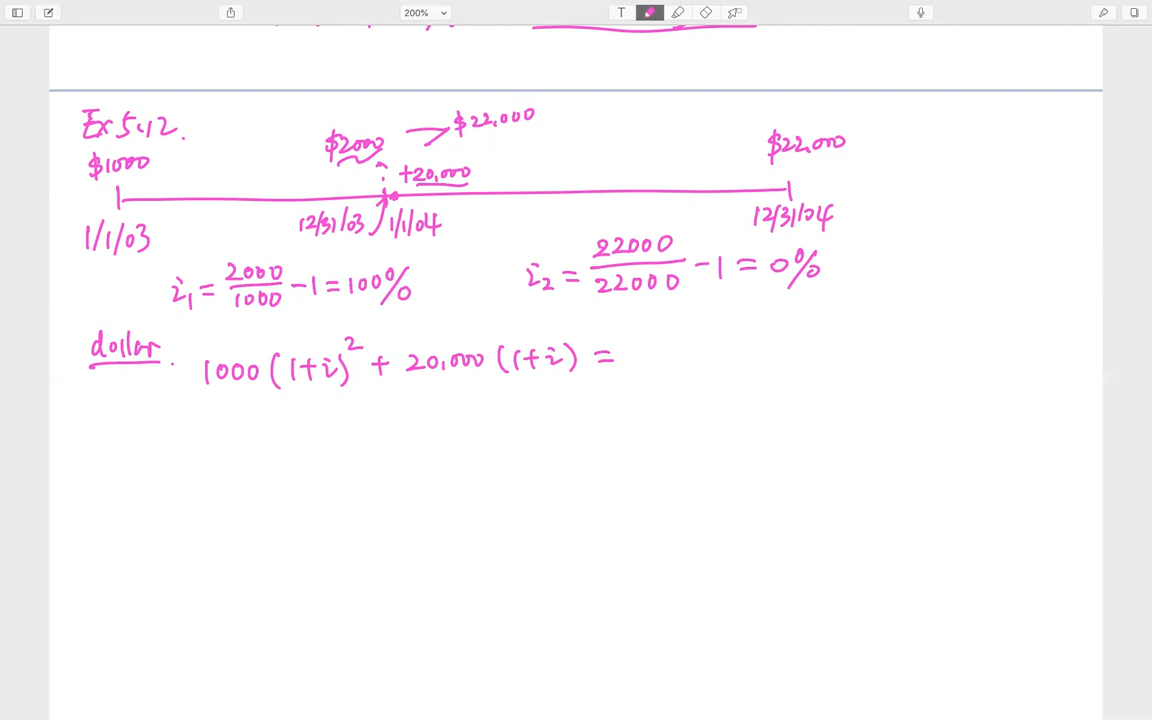 200%
T
Ex 5.12.
$2000
$22,000
$22,000
$1000
+20,000
1/1/03
12/31/03
1/1/04
12/31/04
i₁ = 2000/1000 - 1 = 100%
i₂ = 22000/22000 - 1 = 0%
dollar. 1000 (1+i)² + 20,000 (1+i) =